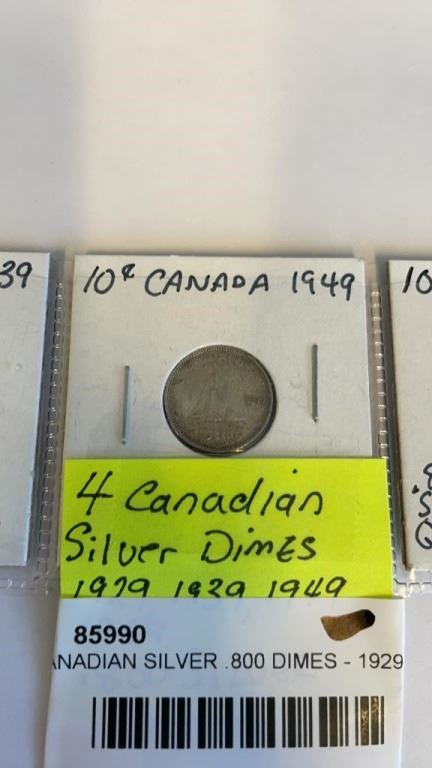 39
10¢ CANADA 1949
10
4 Canadian
Silver Dimes
1929 1939 1949
85990
ANADIAN SILVER .800 DIMES - 1929